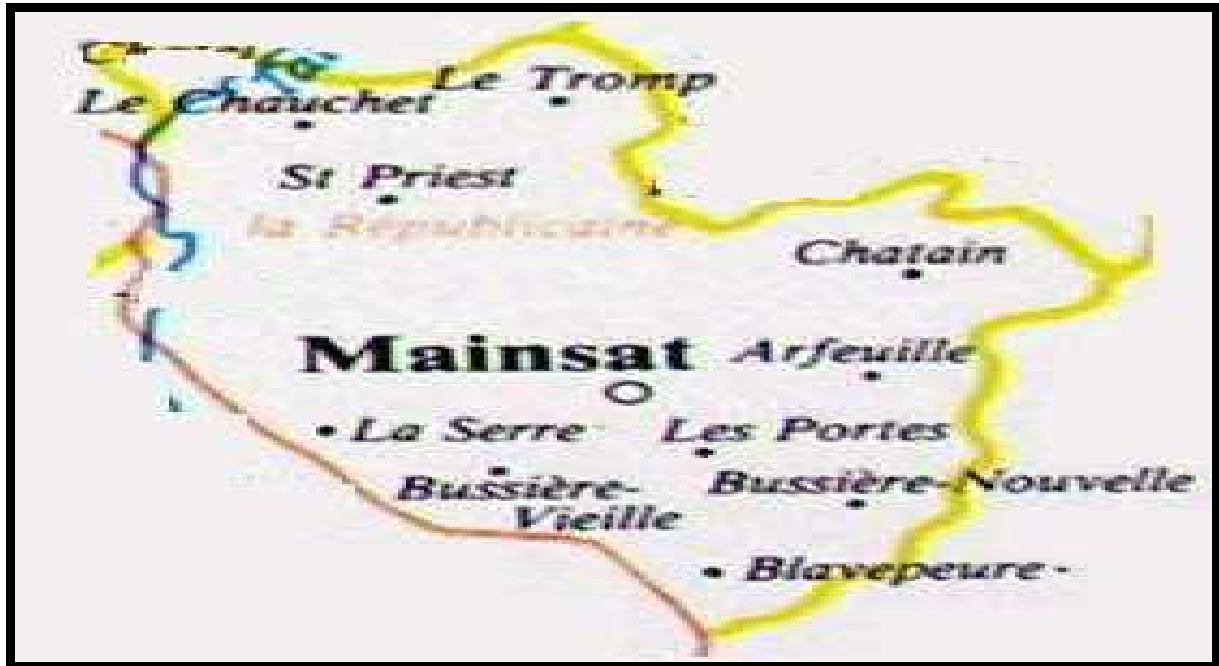 Le Tromp
Le Chauchet
St Priest
la Républicaine
Chatain
Mainsat
Arfeuille
La Serre
Les Portes
Bussière-
Vieille
Bussière-Nouvelle
Blavepeure